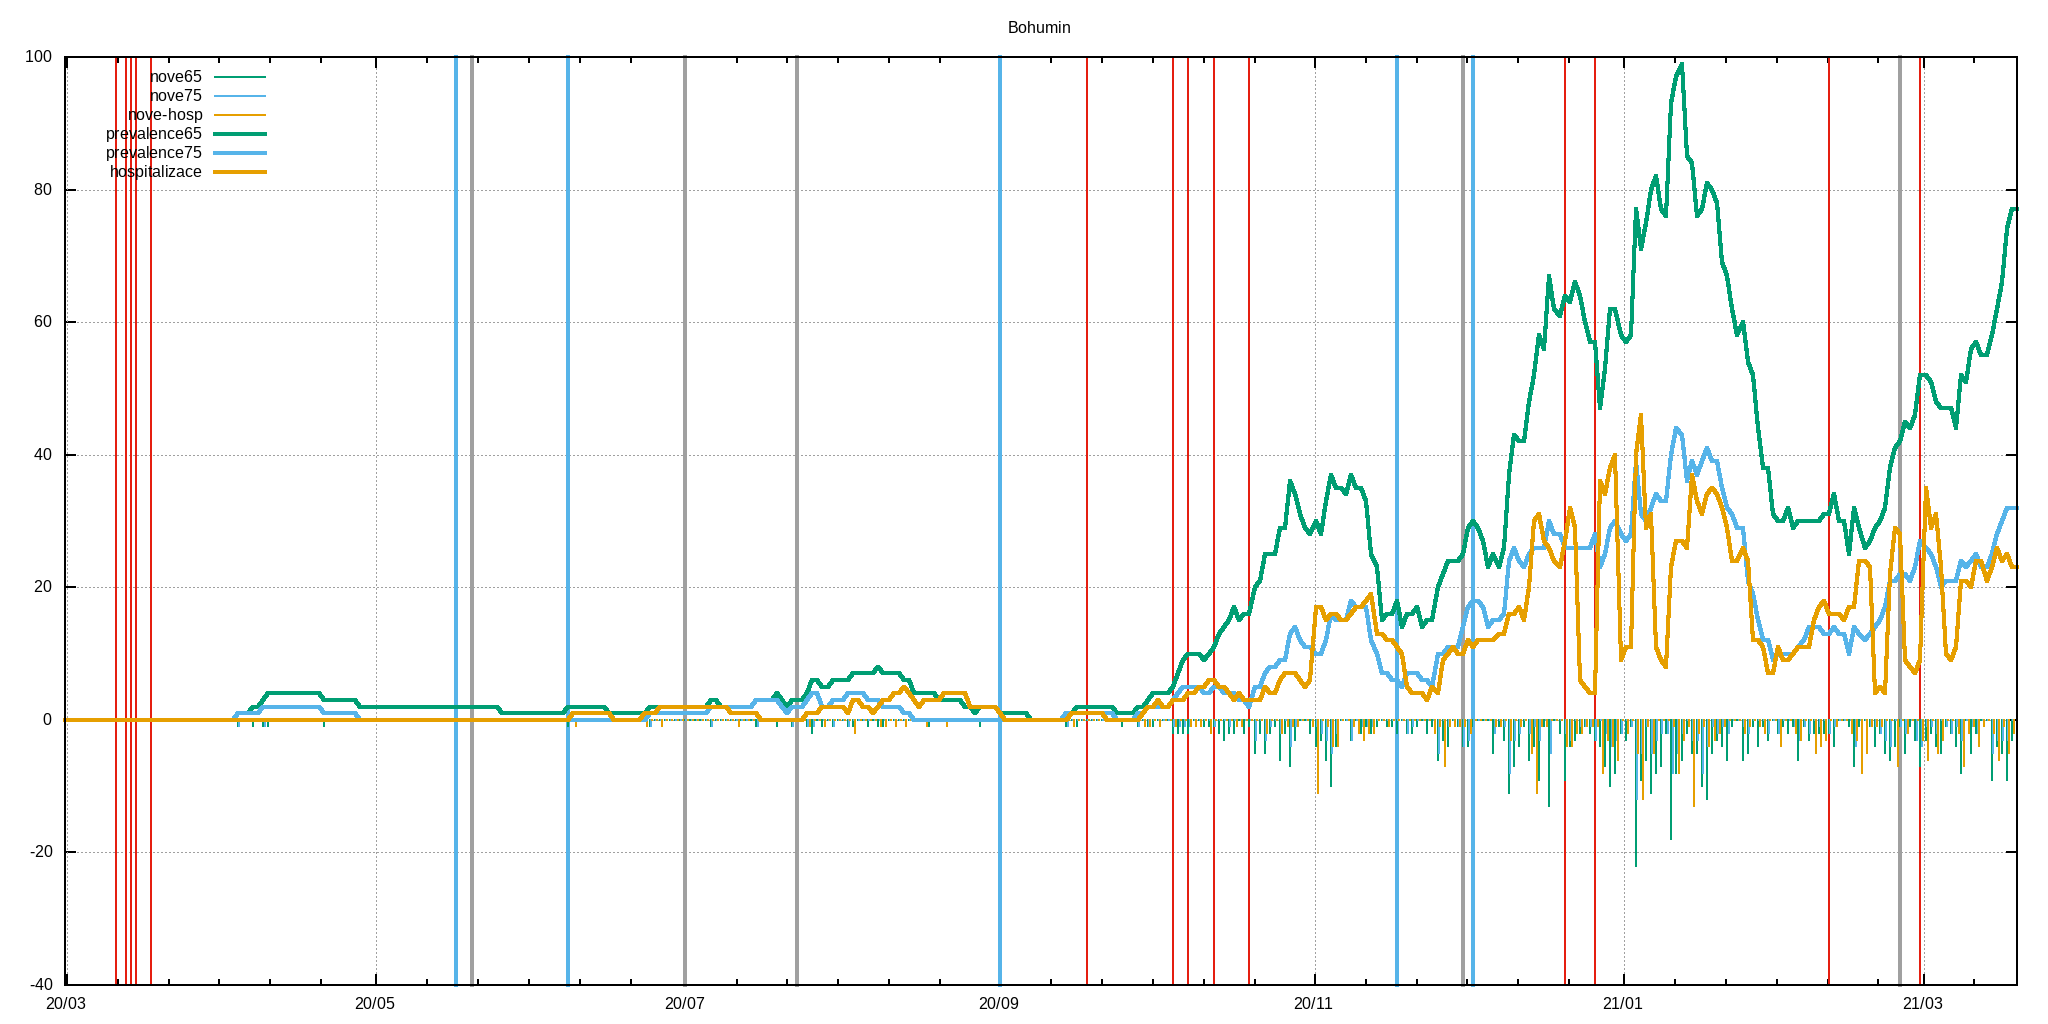 Bohumin
100
nove65
nove75
nove-hosp
prevalence65
prevalence75
hospitalizace
80
60
40
20
0
-20
-40
20/03 20/05 20/07 20/09 20/11 21/01 21/03